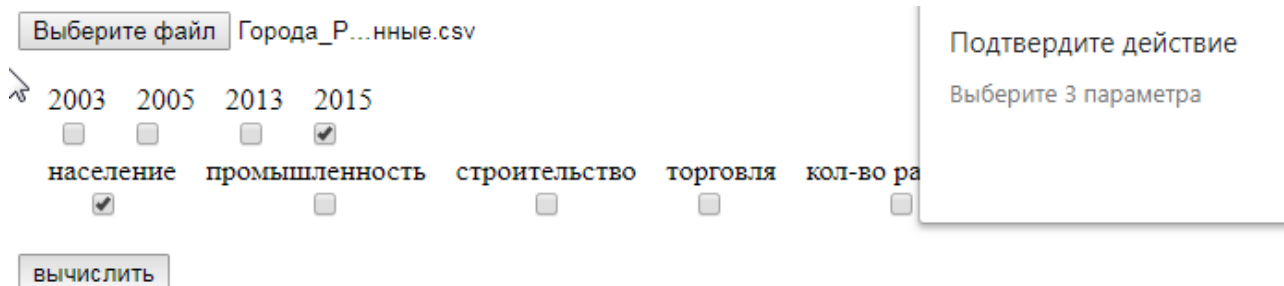 Выберите файл Города_Р...нные.csv
2003 2005 2013 2015
население промышленность строительство торговля кол-во ра
вычислить
Подтвердите действие
Выберите 3 параметра